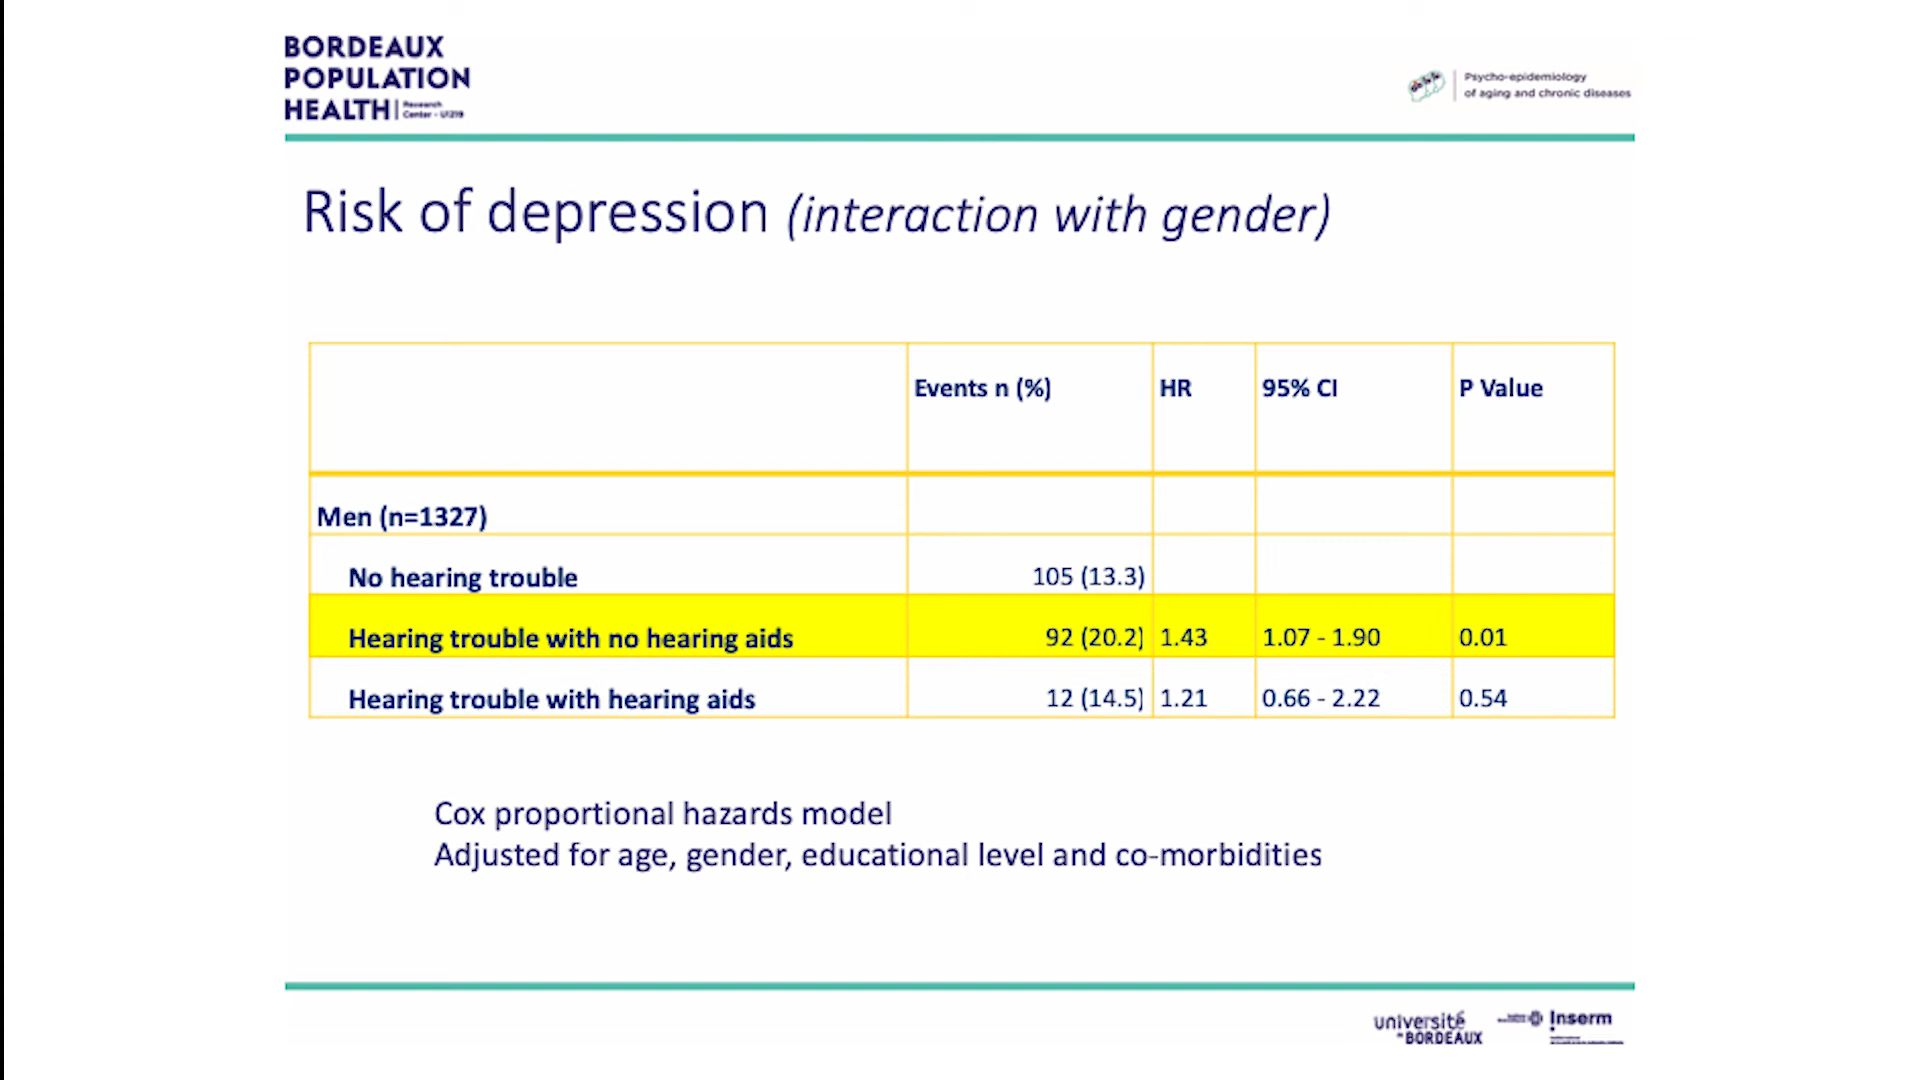 BORDEAUX
POPULATION
HEALTH
Research
Center - U1219
Psycho-epidemiology
of aging and chronic diseases
Risk of depression (interaction with gender)
Events n (%) HR 95% CI P Value
Men (n=1327)
No hearing trouble 105 (13.3)
Hearing trouble with no hearing aids 92 (20.2) 1.43 1.07 - 1.90 0.01
Hearing trouble with hearing aids 12 (14.5) 1.21 0.66 - 2.22 0.54
Cox proportional hazards model
Adjusted for age, gender, educational level and co-morbidities
université
de BORDEAUX
Inserm